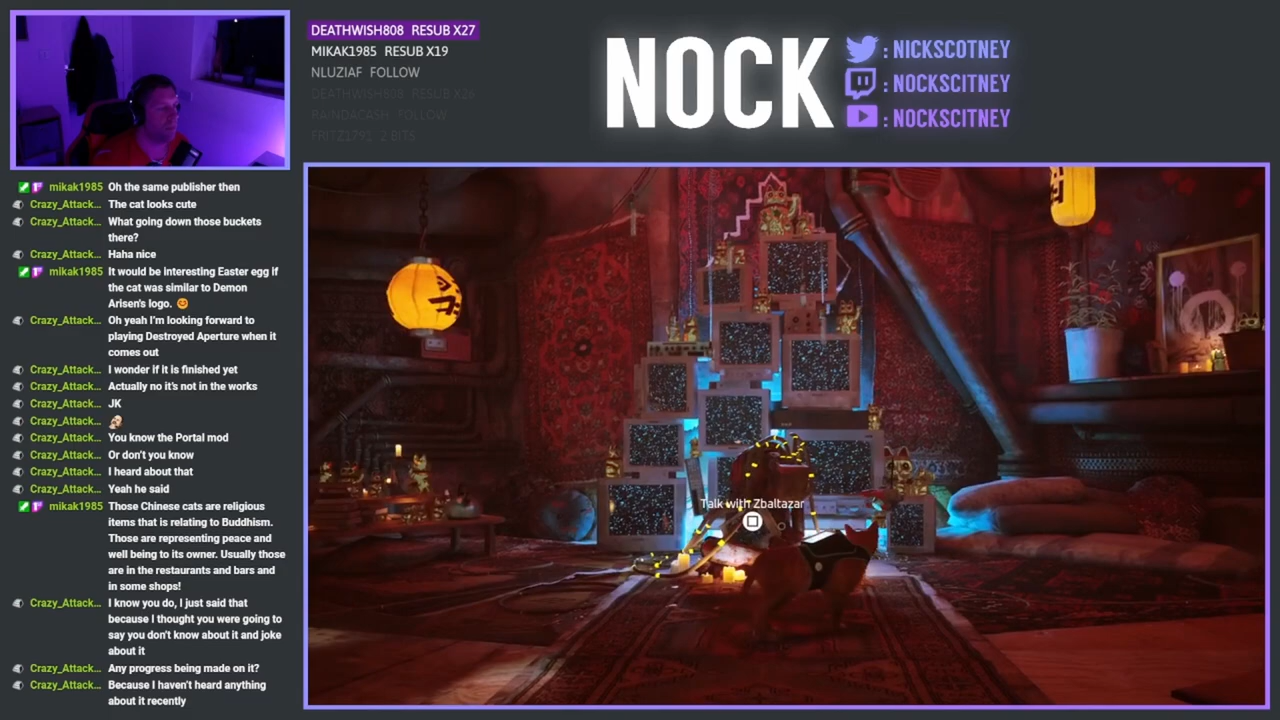 DEATHWISH808 RESUB X27
MIKAK1985 RESUB X19
NLUZIAF FOLLOW
DEATHWISH808 RESUB X26
RAINDACASH FOLLOW
FRITZ1791 2 BITS
NOCK
: NICKSCOTNEY
: NOCKSCITNEY
: NOCKSCITNEY
mikak1985 Oh the same publisher then
Crazy_Attack... The cat looks cute
Crazy_Attack... What going down those buckets
there?
Crazy_Attack... Haha nice
mikak1985 It would be interesting Easter egg if
the cat was similar to Demon
Arisen's logo.
Crazy_Attack... Oh yeah I'm looking forward to
playing Destroyed Aperture when it
comes out
Crazy_Attack... I wonder if it is finished yet
Crazy_Attack... Actually no it's not in the works
Crazy_Attack... JK
Crazy_Attack...
Crazy_Attack... You know the Portal mod
Crazy_Attack... Or don't you know
Crazy_Attack... I heard about that
Crazy_Attack... Yeah he said
mikak1985 Those Chinese cats are religious
items that is relating to Buddhism.
Those are representing peace and
well being to its owner. Usually those
are in the restaurants and bars and
in some shops!
Crazy_Attack... I know you do, I just said that
because I thought you were going to
say you don't know about it and joke
about it
Crazy_Attack... Any progress being made on it?
Crazy_Attack... Because I haven't heard anything
about it recently
Talk with Zbaltazar